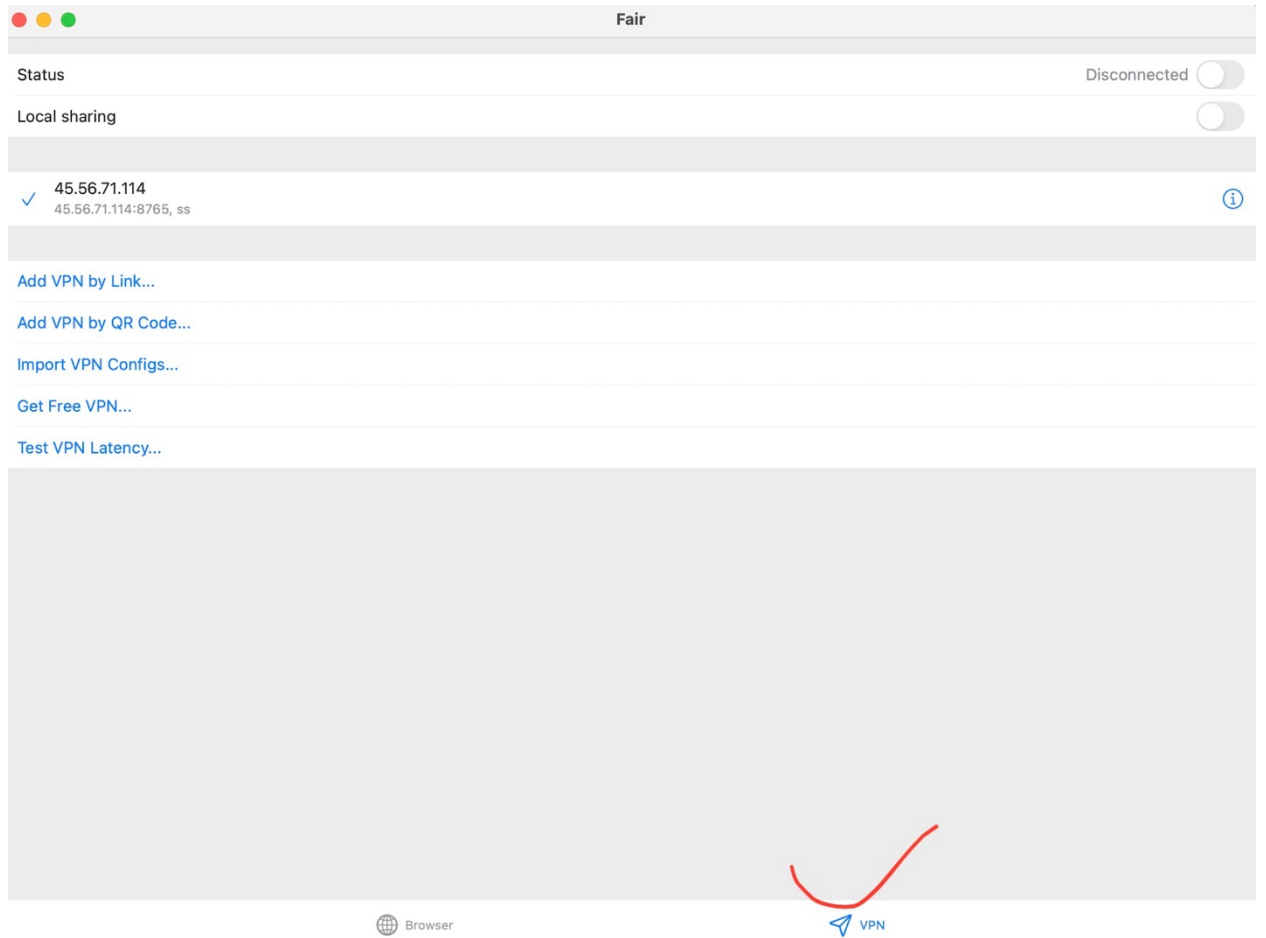 Fair
Status
Disconnected
Local sharing
45.56.71.114
45.56.71.114:8765, ss
Add VPN by Link...
Add VPN by QR Code...
Import VPN Configs...
Get Free VPN...
Test VPN Latency...
Browser
VPN